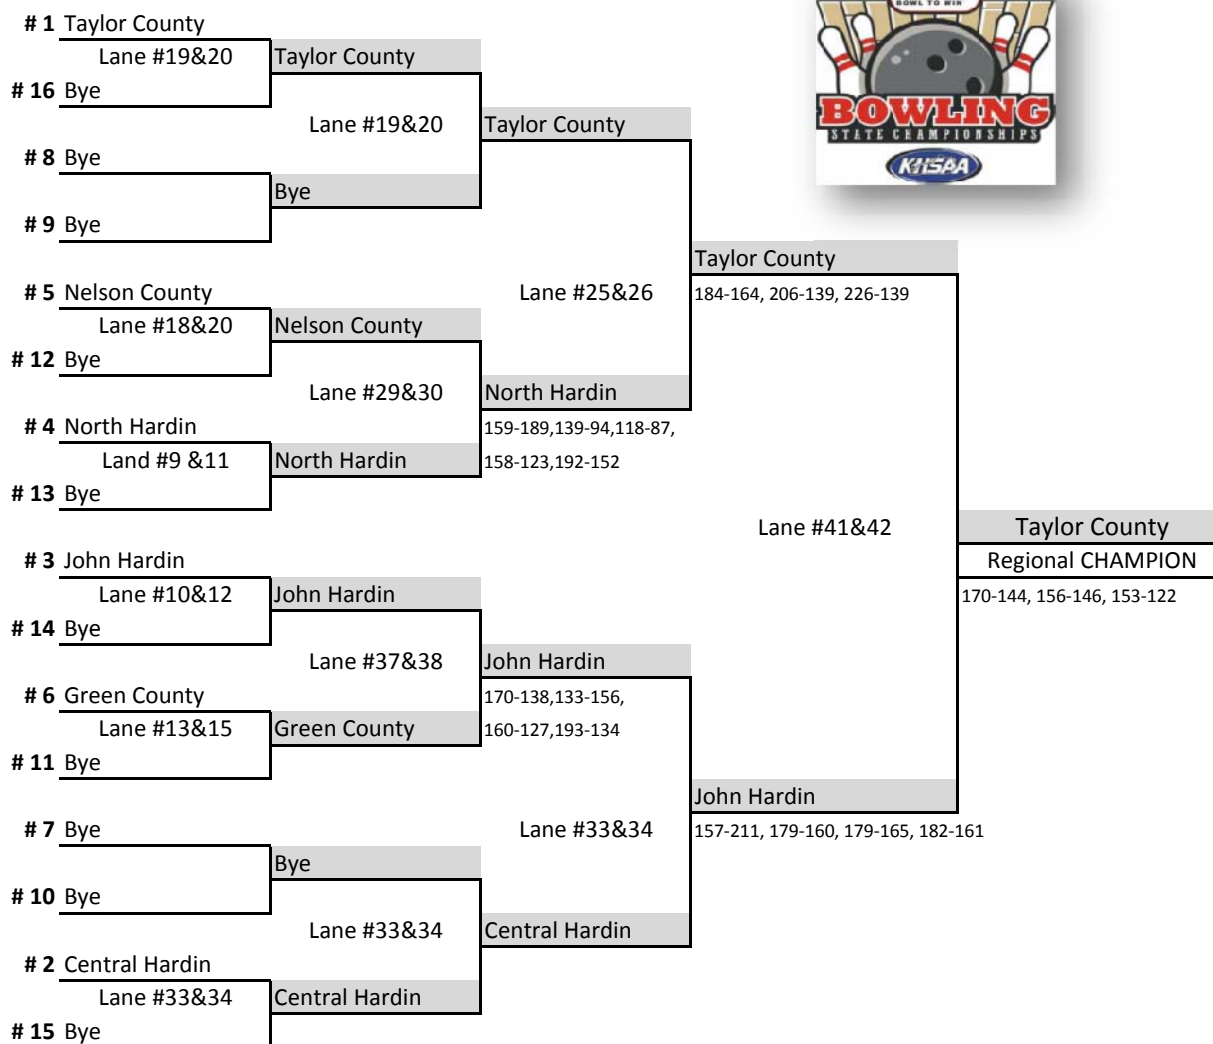 BOWL TO WIN
BOWLING
STATE CHAMPIONSHIPS
KHSAA
# 1 Taylor County
Lane #19&20 Taylor County
# 16 Bye
Lane #19&20 Taylor County
# 8 Bye
Bye
# 9 Bye
Taylor County
# 5 Nelson County Lane #25&26 184-164, 206-139, 226-139
Lane #18&20 Nelson County
# 12 Bye
Lane #29&30 North Hardin
# 4 North Hardin 159-189,139-94,118-87,
Land #9 &11 North Hardin 158-123,192-152
# 13 Bye
Lane #41&42 Taylor County
# 3 John Hardin Regional CHAMPION
Lane #10&12 John Hardin 170-144, 156-146, 153-122
# 14 Bye
Lane #37&38 John Hardin
# 6 Green County 170-138,133-156,
Lane #13&15 Green County 160-127,193-134
# 11 Bye
John Hardin
# 7 Bye Lane #33&34 157-211, 179-160, 179-165, 182-161
Bye
# 10 Bye
Lane #33&34 Central Hardin
# 2 Central Hardin
Lane #33&34 Central Hardin
# 15 Bye